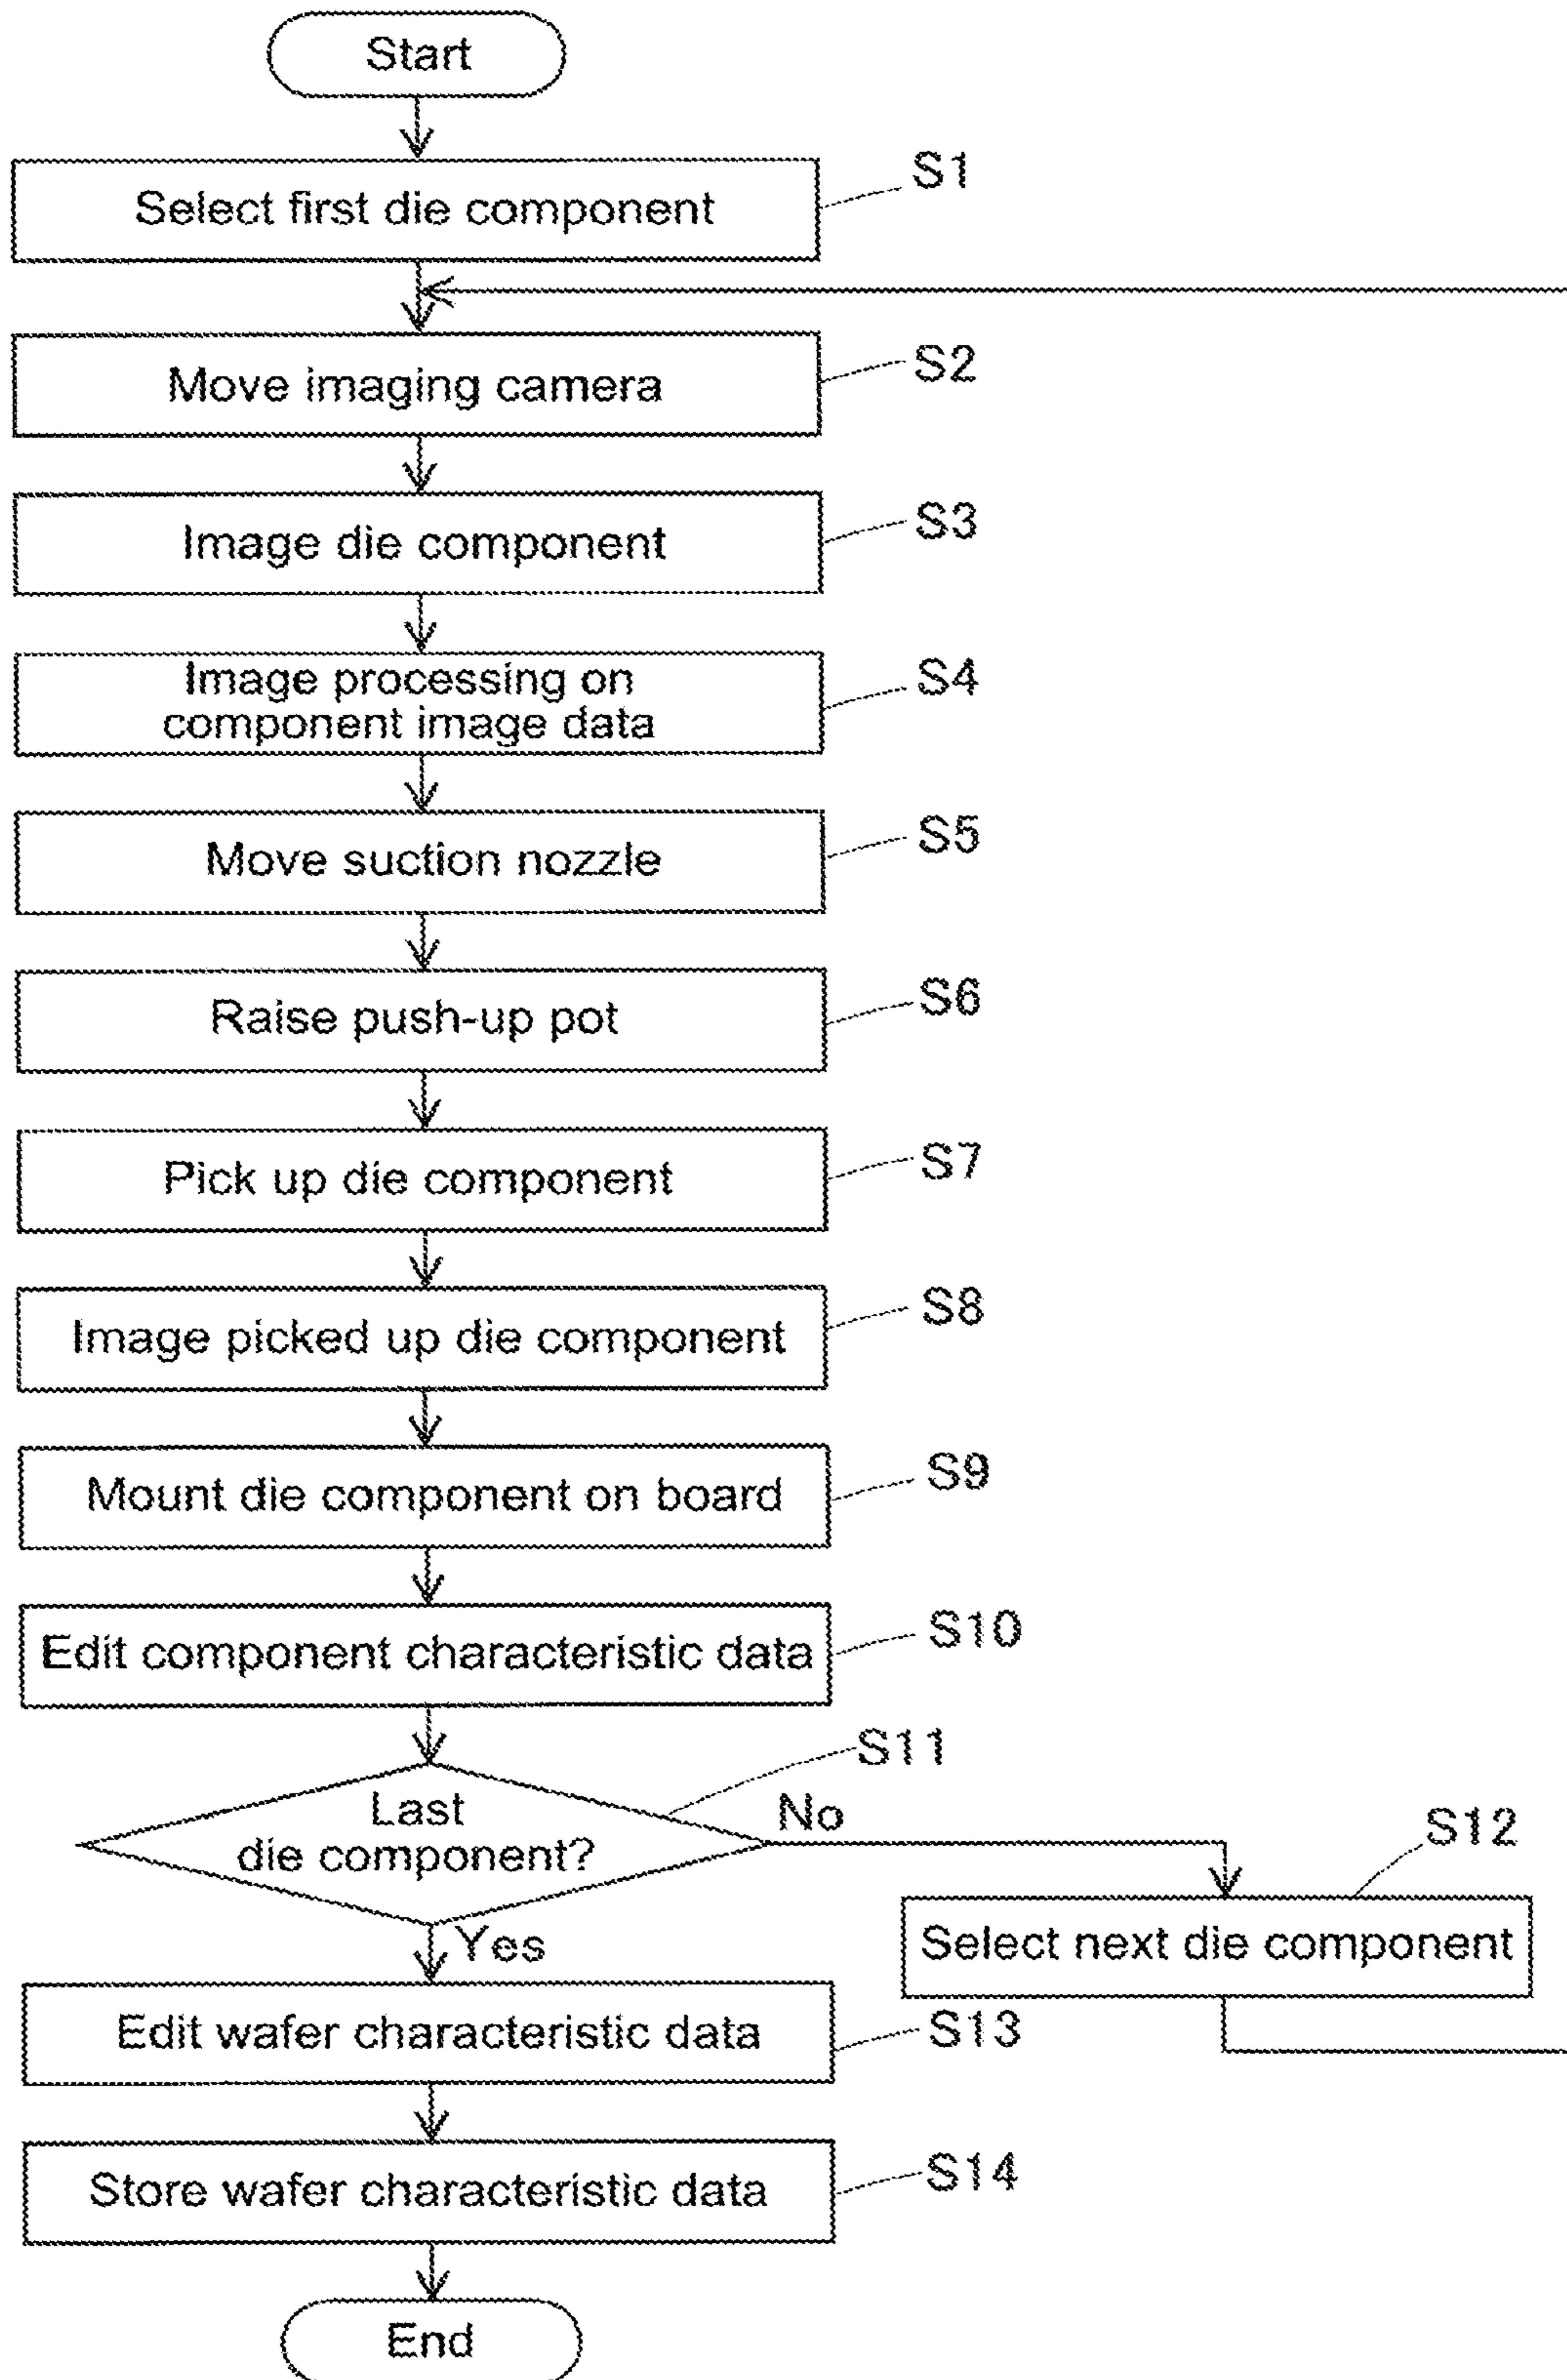 Start
Select first die component
S1
Move imaging camera
S2
Image die component
S3
Image processing on
component image data
S4
Move suction nozzle
S5
Raise push-up pot
S6
Pick up die component
S7
Image picked up die component
S8
Mount die component on board
S9
Edit component characteristic data
S10
Last
die component?
S11
No
Yes
S12
Select next die component
Edit wafer characteristic data
S13
Store wafer characteristic data
S14
End